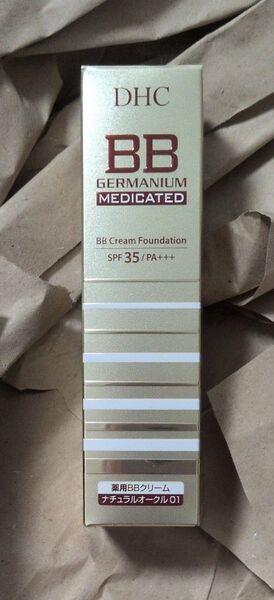 DHC
BB
GERMANIUM
MEDICATED
BB Cream Foundation
SPF 35 / PA+++
薬用BBクリーム
ナチュラルオークル 01